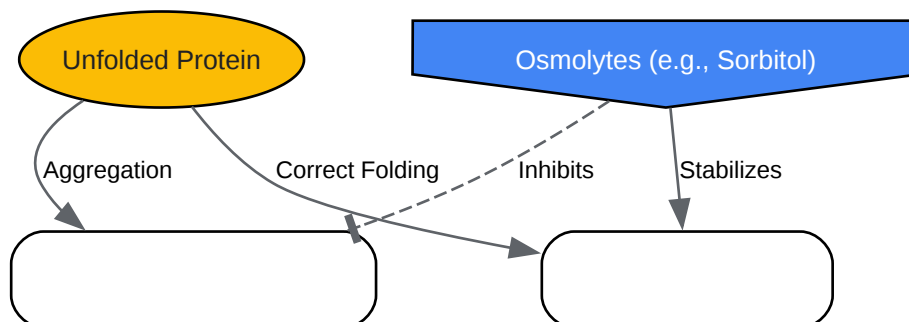 Unfolded Protein
Osmolytes (e.g., Sorbitol)
Aggregation
Correct Folding
Inhibits
Stabilizes